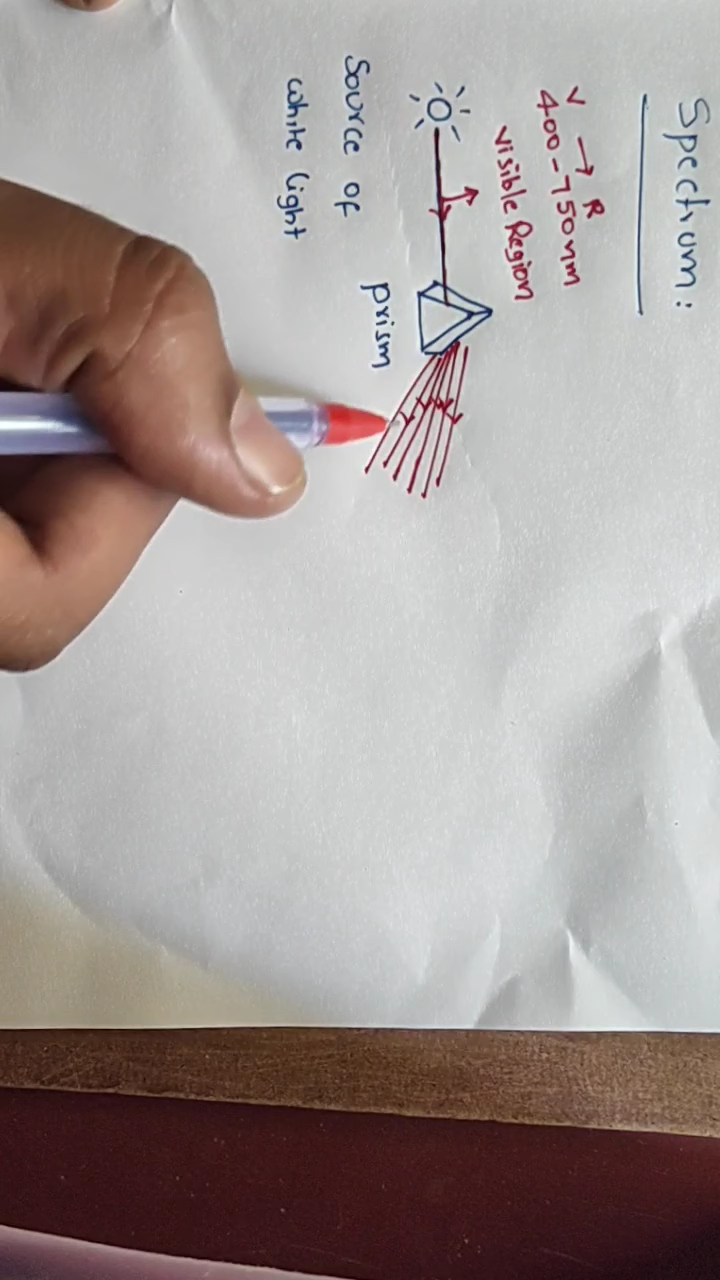 Spectrum:
V → R
400-750nm
visible Region
prism
Source of
white light